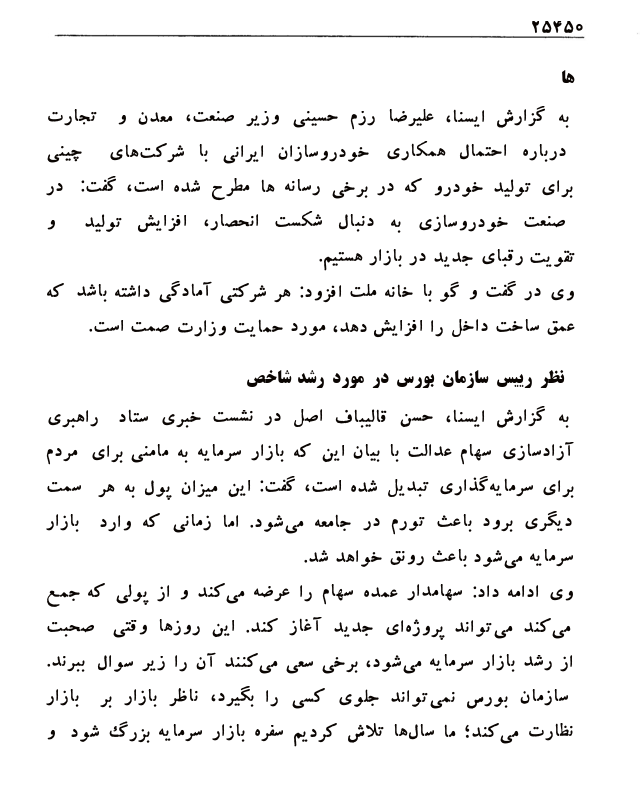 ۲۵۴۵۰
ها
به گزارش ایسنا، علیرضا رزم حسینی وزیر صنعت، معدن و تجارت
درباره احتمال همکاری خودروسازان ایرانی با شرکت‌های چینی
برای تولید خودرو که در برخی رسانه ها مطرح شده است، گفت: در
صنعت خودروسازی به دنبال شکست انحصار، افزایش تولید و
تقویت رقبای جدید در بازار هستیم.
وی در گفت و گو با خانه ملت افزود: هر شرکتی آمادگی داشته باشد که
عمق ساخت داخل را افزایش دهد، مورد حمایت وزارت صمت است.
نظر رییس سازمان بورس در مورد رشد شاخص
به گزارش ایسنا، حسن قالیباف اصل در نشست خبری ستاد راهبری
آزادسازی سهام عدالت با بیان این که بازار سرمایه به مامنی برای مردم
برای سرمایه‌گذاری تبدیل شده است، گفت: این میزان پول به هر سمت
دیگری برود باعث تورم در جامعه می‌شود. اما زمانی که وارد بازار
سرمایه می‌شود باعث رونق خواهد شد.
وی ادامه داد: سهامدار عمده سهام را عرضه می‌کند و از پولی که جمع
می‌کند می‌تواند پروژه‌ای جدید آغاز کند. این روزها وقتی صحبت
از رشد بازار سرمایه می‌شود، برخی سعی می‌کنند آن را زیر سوال ببرند.
سازمان بورس نمی‌تواند جلوی کسی را بگیرد، ناظر بازار بر بازار
نظارت می‌کند؛ ما سال‌ها تلاش کردیم سفره بازار سرمایه بزرگ شود و